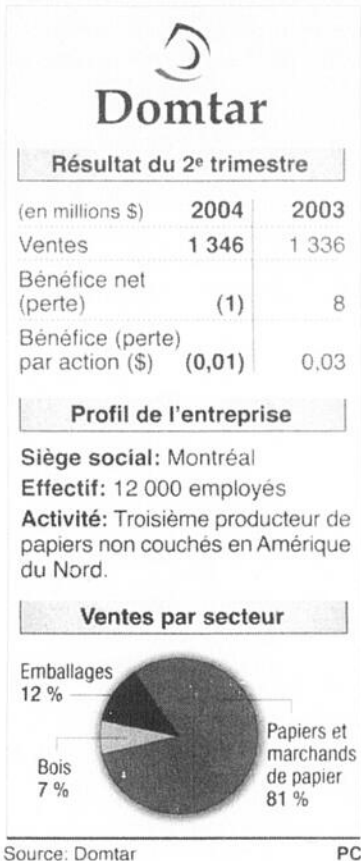 Domtar
Résultat du 2e trimestre
(en millions $) 2004 2003
Ventes 1 346 1 336
Bénéfice net
(perte) (1) 8
Bénéfice (perte)
par action ($) (0,01) 0,03
Profil de l'entreprise
Siège social: Montréal
Effectif: 12 000 employés
Activité: Troisième producteur de
papiers non couchés en Amérique
du Nord.
Ventes par secteur
Emballages
12 %
Bois
7 %
Papiers et
marchands
de papier
81 %
Source: Domtar PC